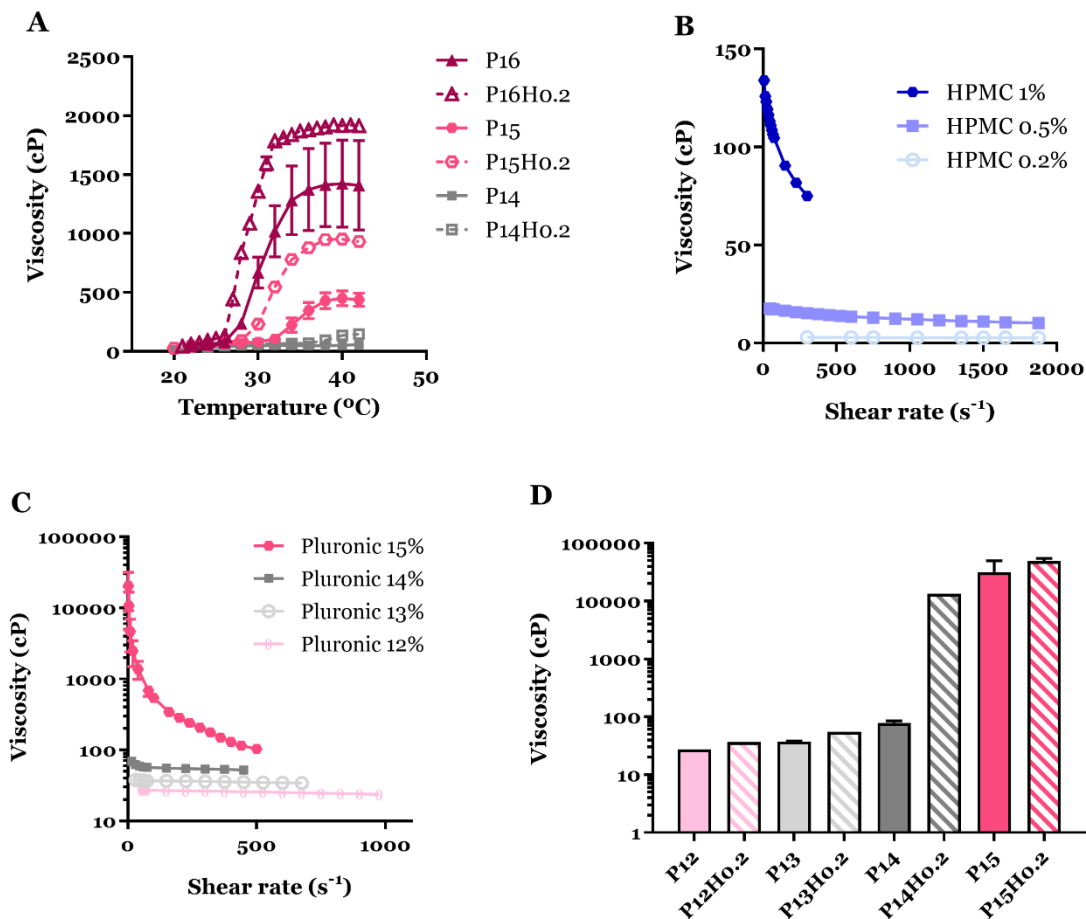 A
Viscosity (cP)
2500
2000
1500
1000
500
0
20
30
40
50
Temperature (ºC)
P16
P16H0.2
P15
P15H0.2
P14
P14H0.2
B
Viscosity (cP)
150
100
50
0
0
500
1000
1500
2000
Shear rate (s⁻¹)
HPMC 1%
HPMC 0.5%
HPMC 0.2%
C
Viscosity (cP)
100000
10000
1000
100
10
0
500
1000
Shear rate (s⁻¹)
Pluronic 15%
Pluronic 14%
Pluronic 13%
Pluronic 12%
D
Viscosity (cP)
100000
10000
1000
100
10
1
P12
P12H0.2
P13
P13H0.2
P14
P14H0.2
P15
P15H0.2